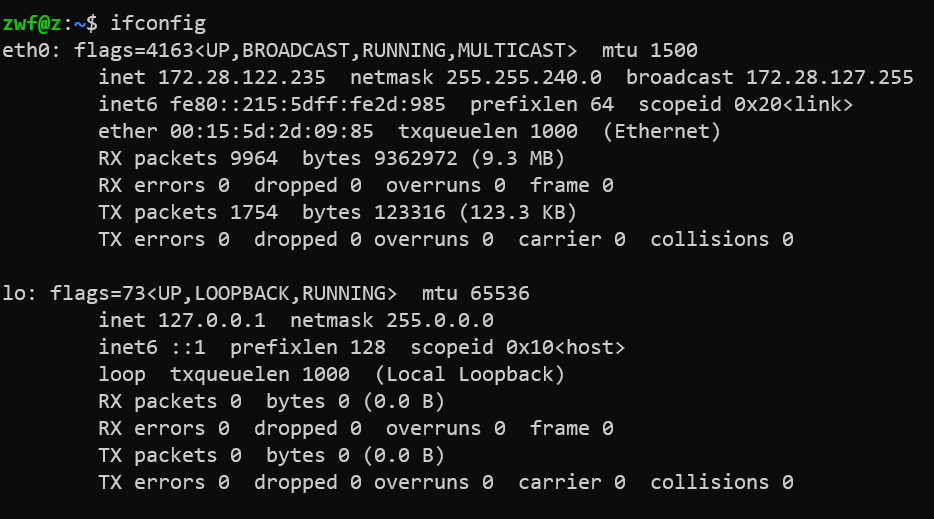 zwf@z:~$ ifconfig
eth0: flags=4163<UP,BROADCAST,RUNNING,MULTICAST>  mtu 1500
        inet 172.28.122.235  netmask 255.255.240.0  broadcast 172.28.127.255
        inet6 fe80::215:5dff:fe2d:985  prefixlen 64  scopeid 0x20<link>
        ether 00:15:5d:2d:09:85  txqueuelen 1000  (Ethernet)
        RX packets 9964  bytes 9362972 (9.3 MB)
        RX errors 0  dropped 0  overruns 0  frame 0
        TX packets 1754  bytes 123316 (123.3 KB)
        TX errors 0  dropped 0 overruns 0  carrier 0  collisions 0

lo: flags=73<UP,LOOPBACK,RUNNING>  mtu 65536
        inet 127.0.0.1  netmask 255.0.0.0
        inet6 ::1  prefixlen 128  scopeid 0x10<host>
        loop  txqueuelen 1000  (Local Loopback)
        RX packets 0  bytes 0 (0.0 B)
        RX errors 0  dropped 0  overruns 0  frame 0
        TX packets 0  bytes 0 (0.0 B)
        TX errors 0  dropped 0 overruns 0  carrier 0  collisions 0